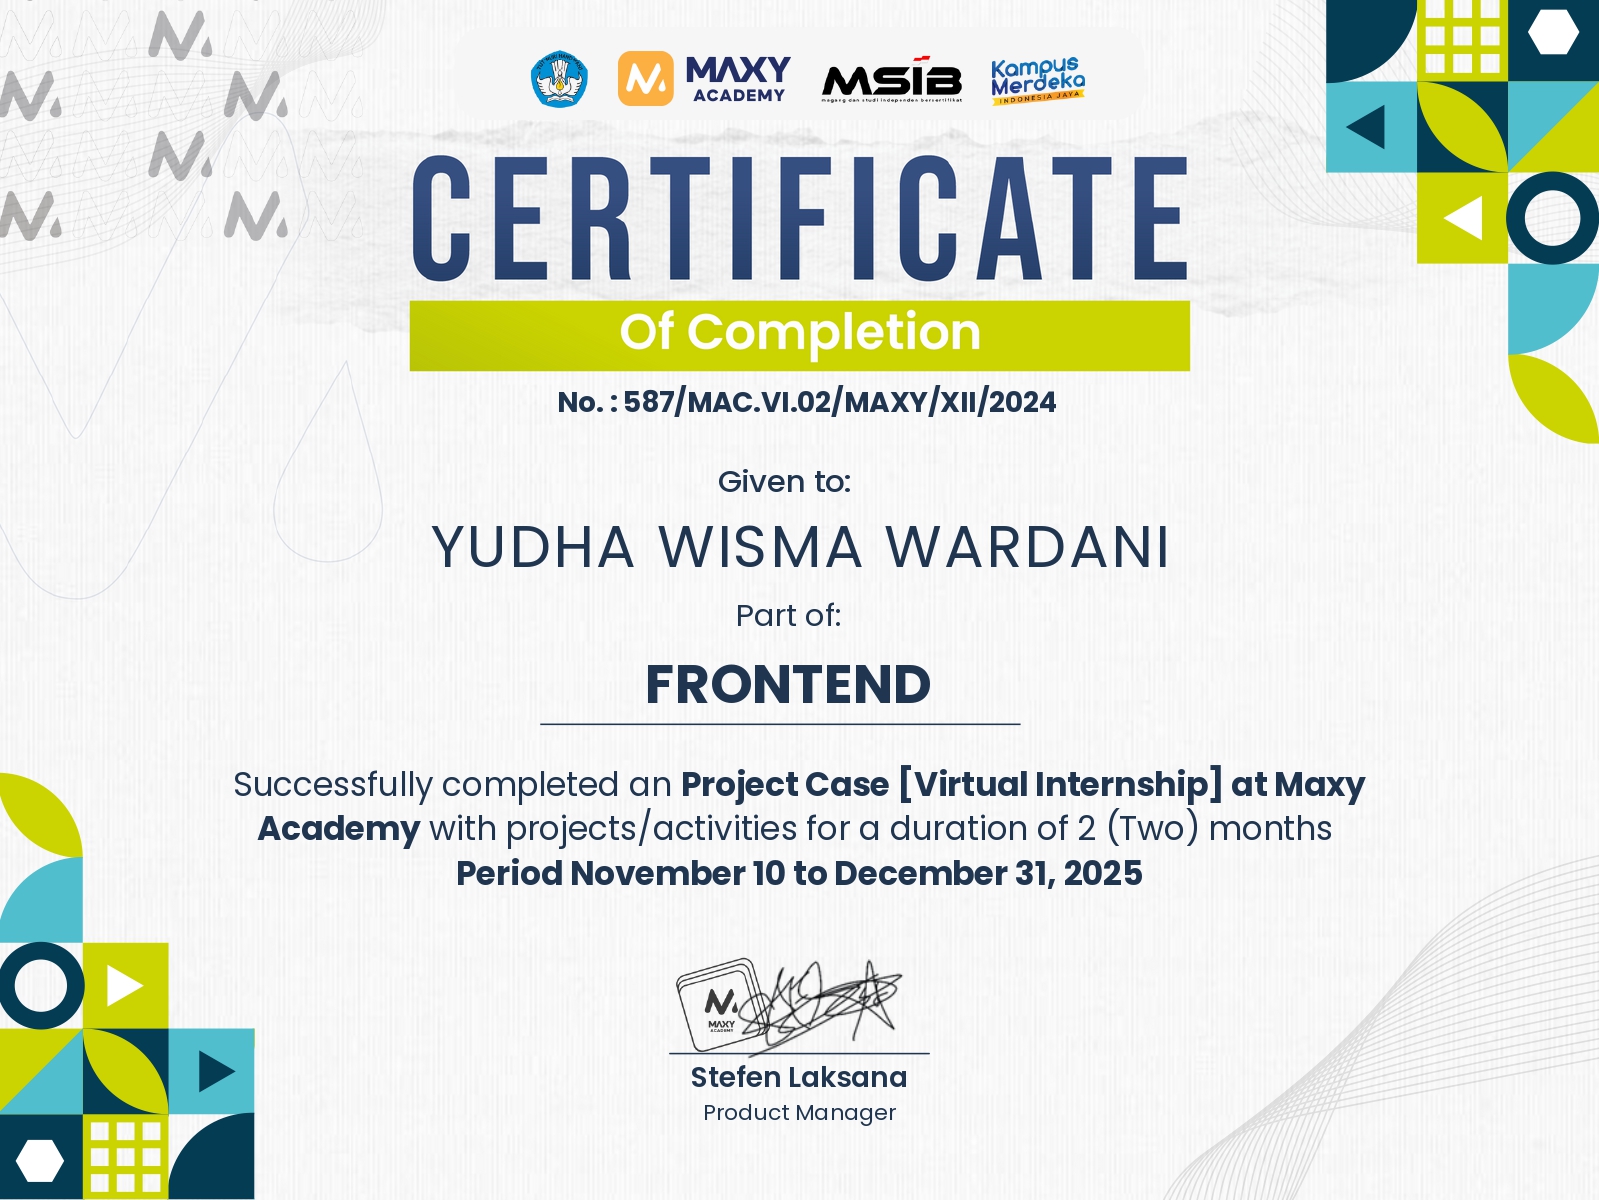 MAXY
ACADEMY
MSIB
magang dan studi independen bersertifikat
Kampus
Merdeka
INDONESIA JAYA
CERTIFICATE
Of Completion
No. : 587/MAC.VI.02/MAXY/XII/2024
Given to:
YUDHA WISMA WARDANI
Part of:
FRONTEND
Successfully completed an Project Case [Virtual Internship] at Maxy
Academy with projects/activities for a duration of 2 (Two) months
Period November 10 to December 31, 2025
MAXY
ACADEMY
Stefen Laksana
Product Manager